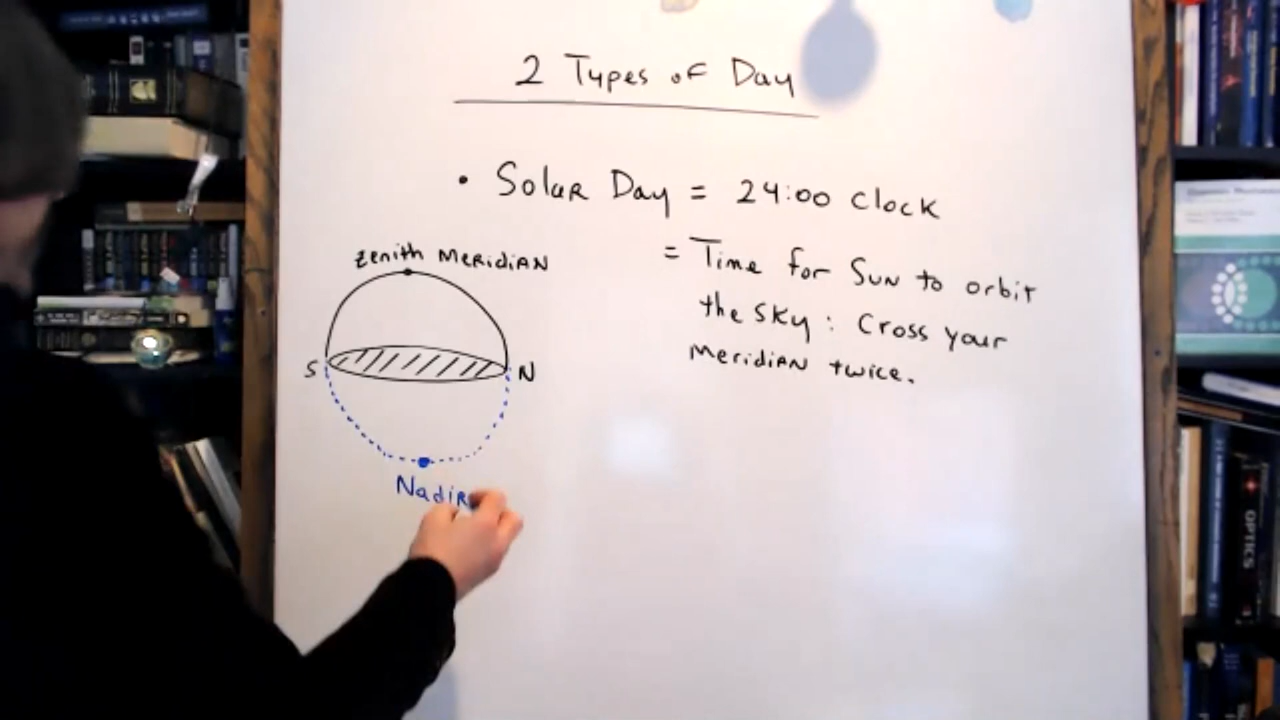 2 Types of Day
• Solar Day = 24:00 Clock
= Time for Sun to orbit
the sky : Cross your
Meridian twice.
Zenith Meridian
S
N
Nadir
OPTICS